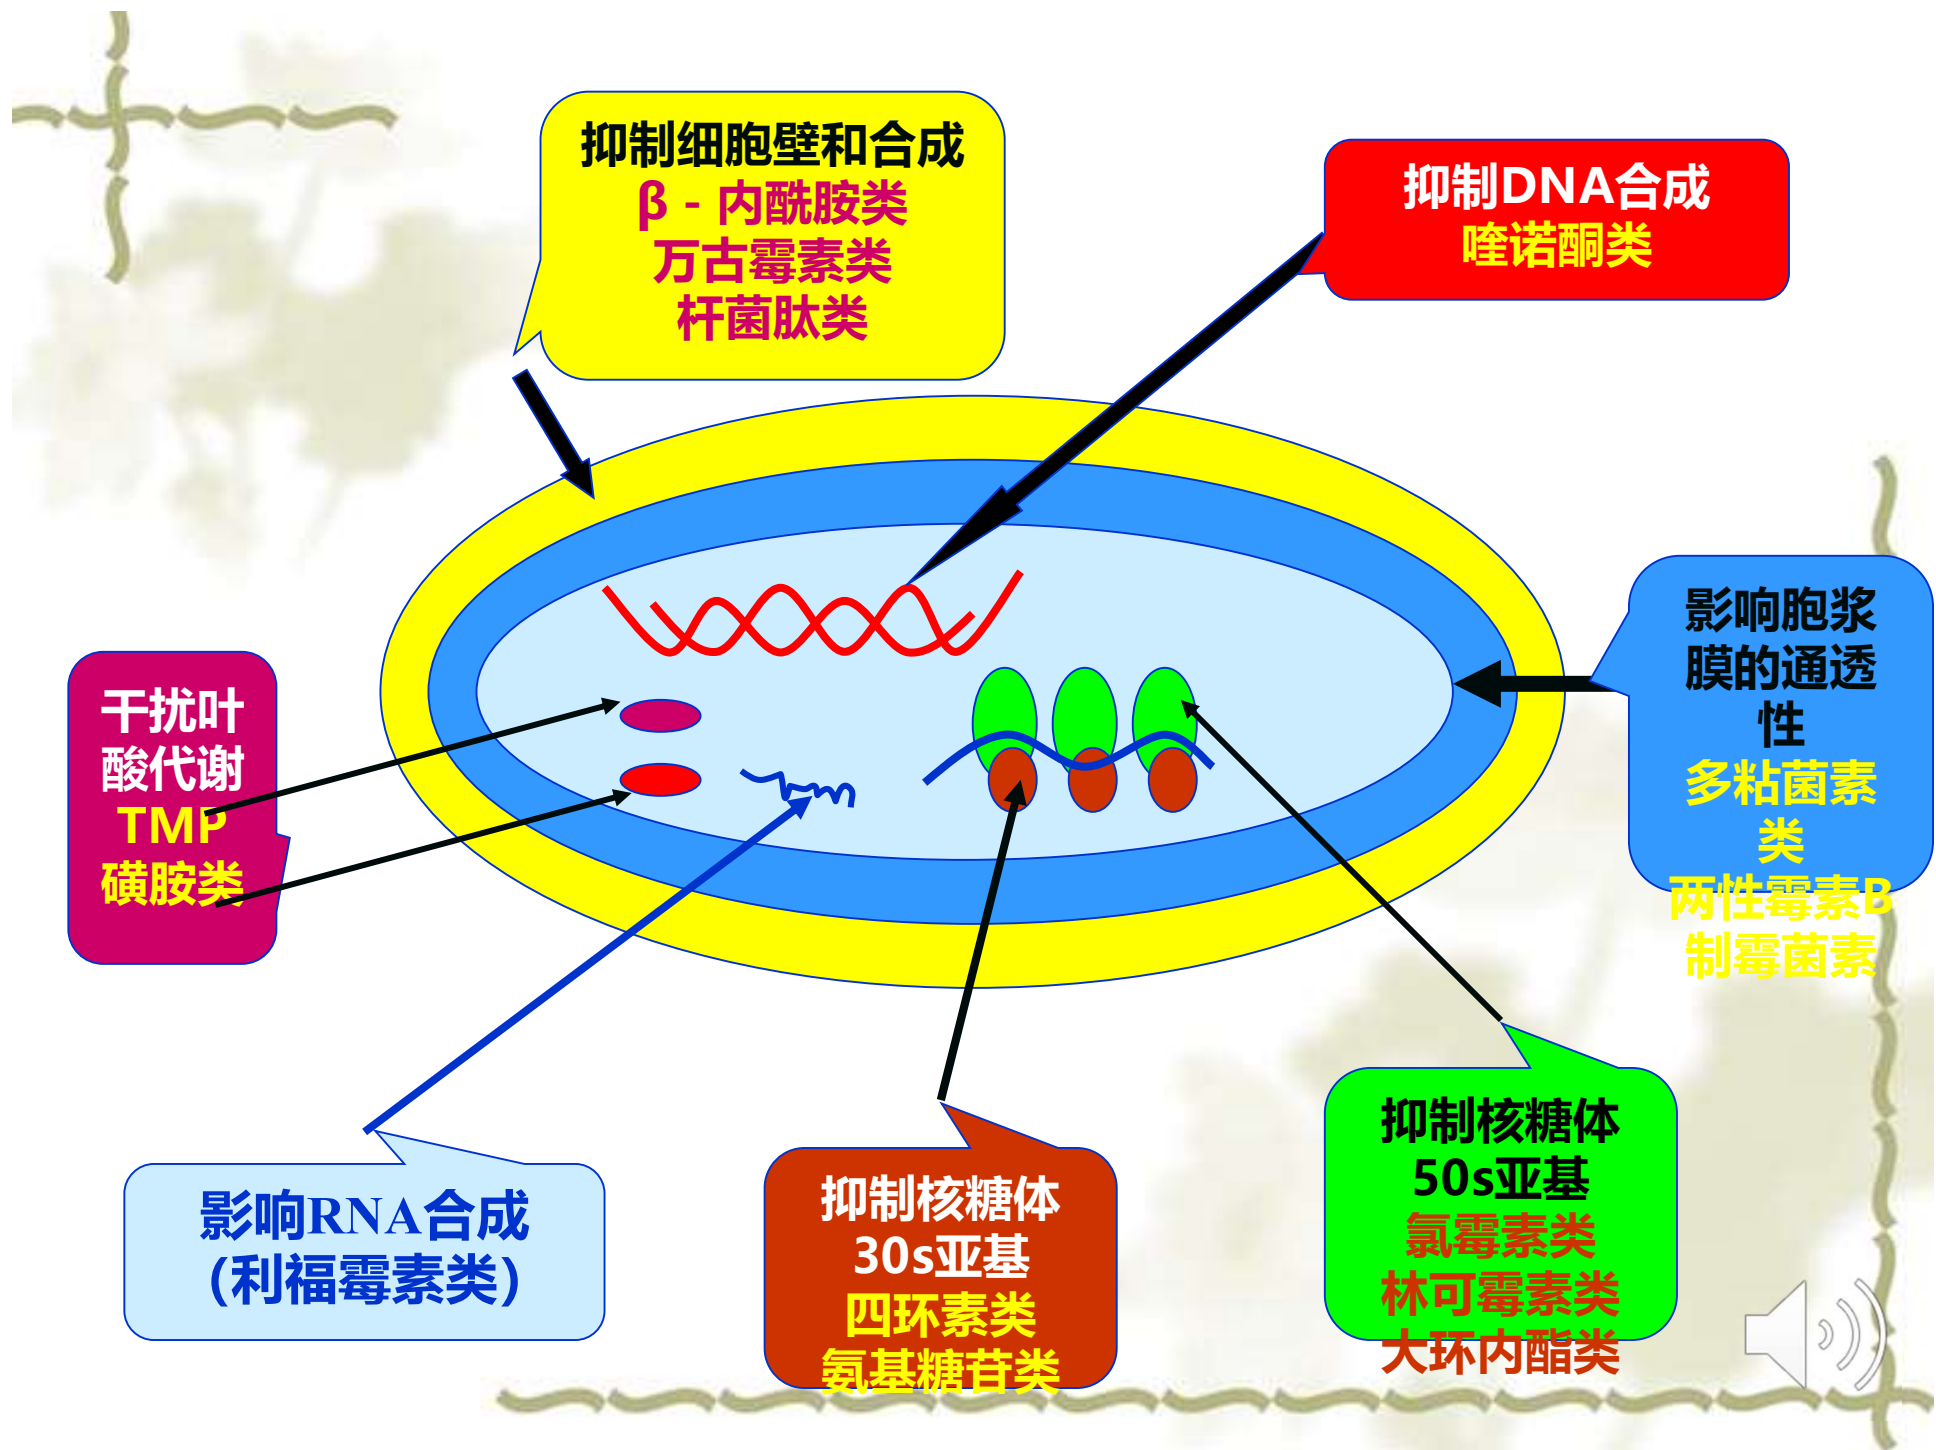 抑制细胞壁和合成
β - 内酰胺类
万古霉素类
杆菌肽类
抑制DNA合成
喹诺酮类
影响胞浆
膜的通透
性
多粘菌素
类
两性霉素B
制霉菌素
干扰叶
酸代谢
TMP
磺胺类
影响RNA合成
(利福霉素类)
抑制核糖体
30s亚基
四环素类
氨基糖苷类
抑制核糖体
50s亚基
氯霉素类
林可霉素类
大环内酯类